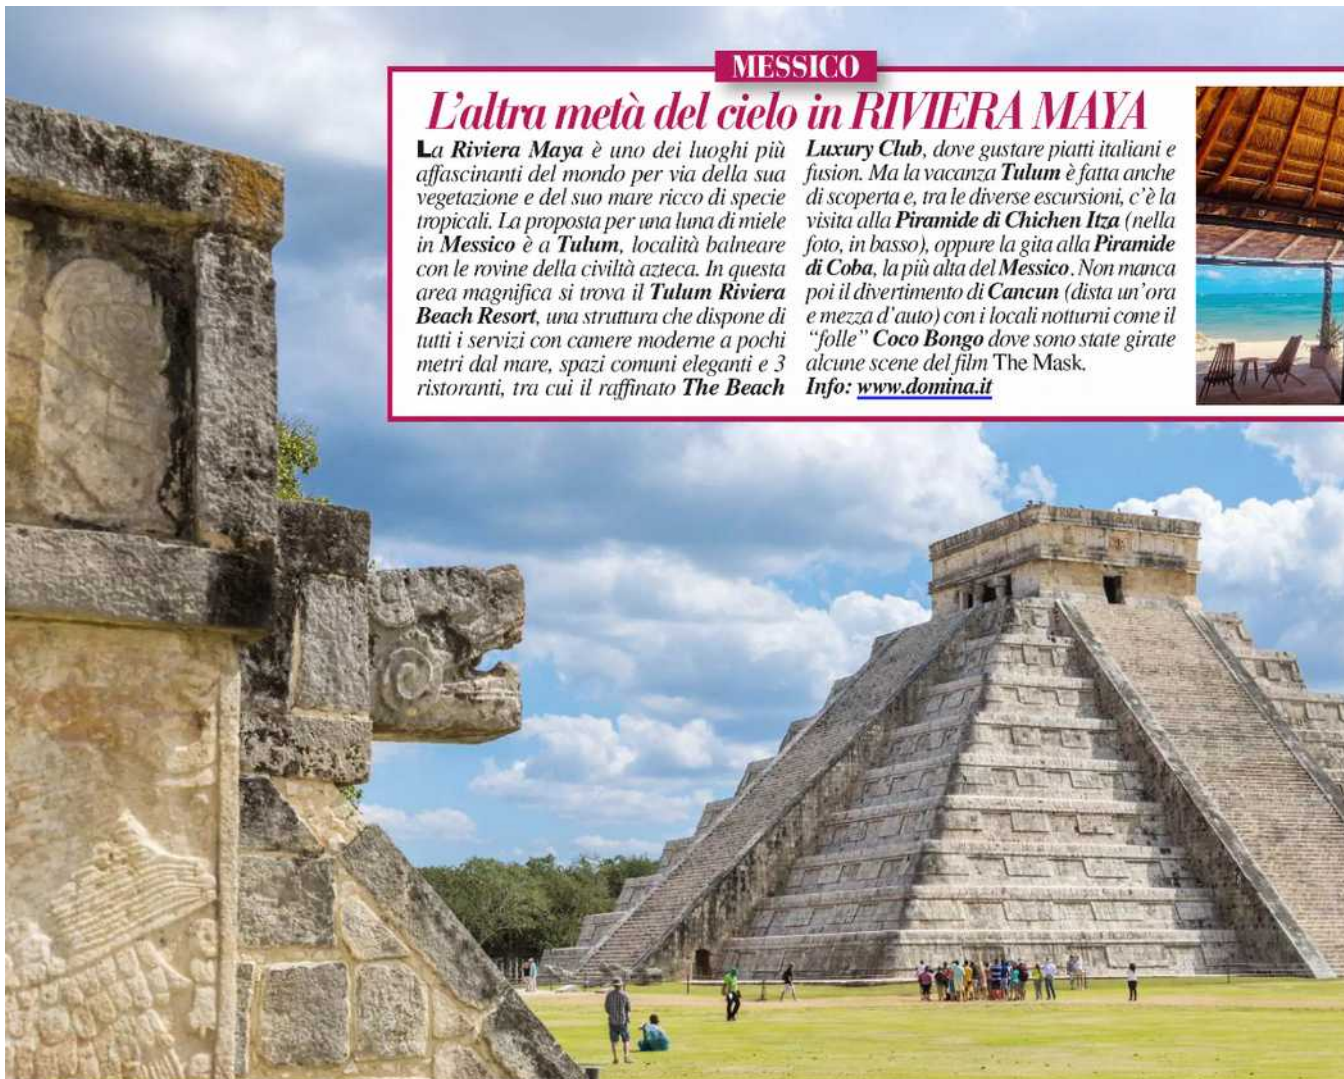 MESSICO
L'altra metà del cielo in RIVIERA MAYA
La Riviera Maya è uno dei luoghi più
affascinanti del mondo per via della sua
vegetazione e del suo mare ricco di specie
tropicali. La proposta per una luna di miele
in Messico è a Tulum, località balneare
con le rovine della civiltà azteca. In questa
area magnifica si trova il Tulum Riviera
Beach Resort, una struttura che dispone di
tutti i servizi con camere moderne a pochi
metri dal mare, spazi comuni eleganti e 3
ristoranti, tra cui il raffinato The Beach
Luxury Club, dove gustare piatti italiani e
fusion. Ma la vacanza Tulum è fatta anche
di scoperta e, tra le diverse escursioni, c'è la
visita alla Piramide di Chichen Itza (nella
foto, in basso), oppure la gita alla Piramide
di Coba, la più alta del Messico. Non manca
poi il divertimento di Cancun (dista un'ora
e mezza d'auto) con i locali notturni come il
"folle" Coco Bongo dove sono state girate
alcune scene del film The Mask.
Info: www.domina.it